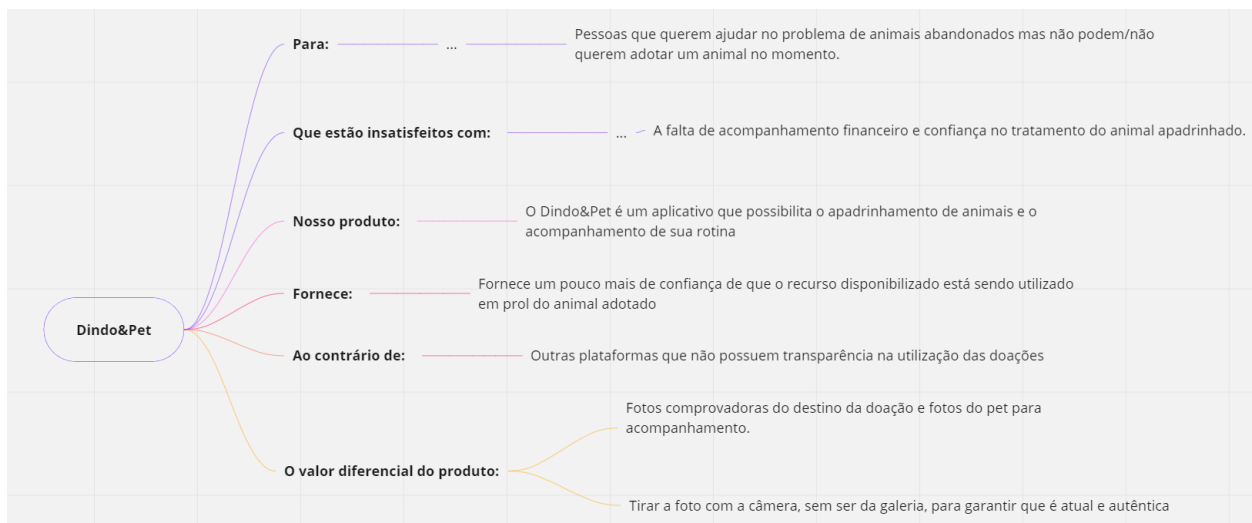 Para:
...
Pessoas que querem ajudar no problema de animais abandonados mas não podem/não
querem adotar um animal no momento.
Que estão insatisfeitos com:
...
A falta de acompanhamento financeiro e confiança no tratamento do animal apadrinhado.
Nosso produto:
O Dindo&Pet é um aplicativo que possibilita o apadrinhamento de animais e o
acompanhamento de sua rotina
Fornece:
Fornece um pouco mais de confiança de que o recurso disponibilizado está sendo utilizado
em prol do animal adotado
Dindo&Pet
Ao contrário de:
Outras plataformas que não possuem transparência na utilização das doações
O valor diferencial do produto:
Fotos comprovadoras do destino da doação e fotos do pet para
acompanhamento.
Tirar a foto com a câmera, sem ser da galeria, para garantir que é atual e autêntica